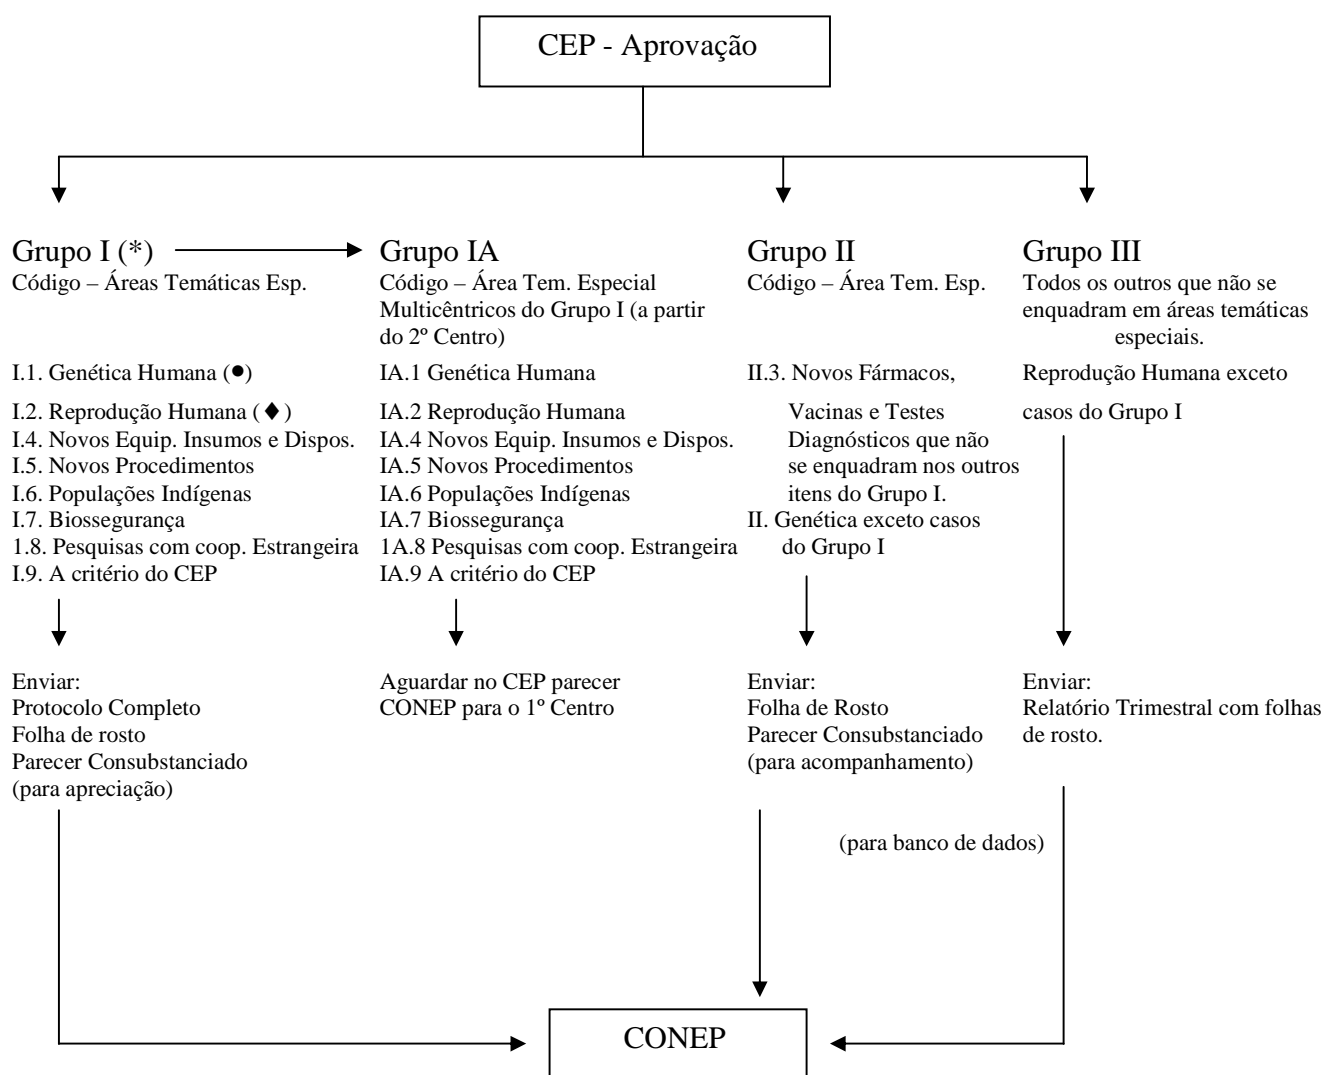 CEP - Aprovação
Grupo I (*)
Código – Áreas Temáticas Esp.
I.1. Genética Humana (●)
I.2. Reprodução Humana (♦)
I.4. Novos Equip. Insumos e Dispos.
I.5. Novos Procedimentos
I.6. Populações Indígenas
I.7. Biossegurança
1.8. Pesquisas com coop. Estrangeira
I.9. A critério do CEP
Enviar:
Protocolo Completo
Folha de rosto
Parecer Consubstanciado
(para apreciação)
Grupo IA
Código – Área Tem. Especial
Multicêntricos do Grupo I (a partir
do 2º Centro)
IA.1 Genética Humana
IA.2 Reprodução Humana
IA.4 Novos Equip. Insumos e Dispos.
IA.5 Novos Procedimentos
IA.6 Populações Indígenas
IA.7 Biossegurança
1A.8 Pesquisas com coop. Estrangeira
IA.9 A critério do CEP
Aguardar no CEP parecer
CONEP para o 1º Centro
Grupo II
Código – Área Tem. Esp.
II.3. Novos Fármacos,
Vacinas e Testes
Diagnósticos que não
se enquadram nos outros
itens do Grupo I.
II. Genética exceto casos
do Grupo I
Enviar:
Folha de Rosto
Parecer Consubstanciado
(para acompanhamento)
Grupo III
Todos os outros que não se
enquadram em áreas temáticas
especiais.
Reprodução Humana exceto
casos do Grupo I
Enviar:
Relatório Trimestral com folhas
de rosto.
(para banco de dados)
CONEP